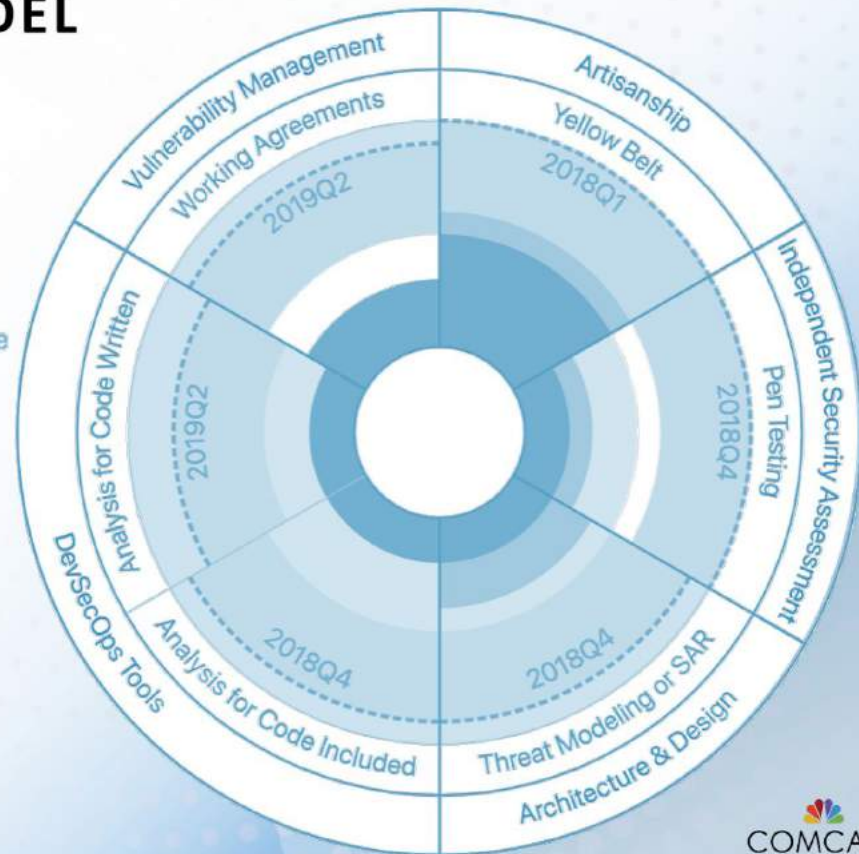 DEL
Vulnerability Management
Artisanship
Working Agreements
Yellow Belt
2019Q2
2018Q1
Independent Security Assessment
Pen Testing
2018Q4
Analysis for Code Written
2019Q2
DevSecOps Tools
Analysis for Code Included
2018Q4
2018Q4
Threat Modeling or SAR
Architecture & Design
COMCA